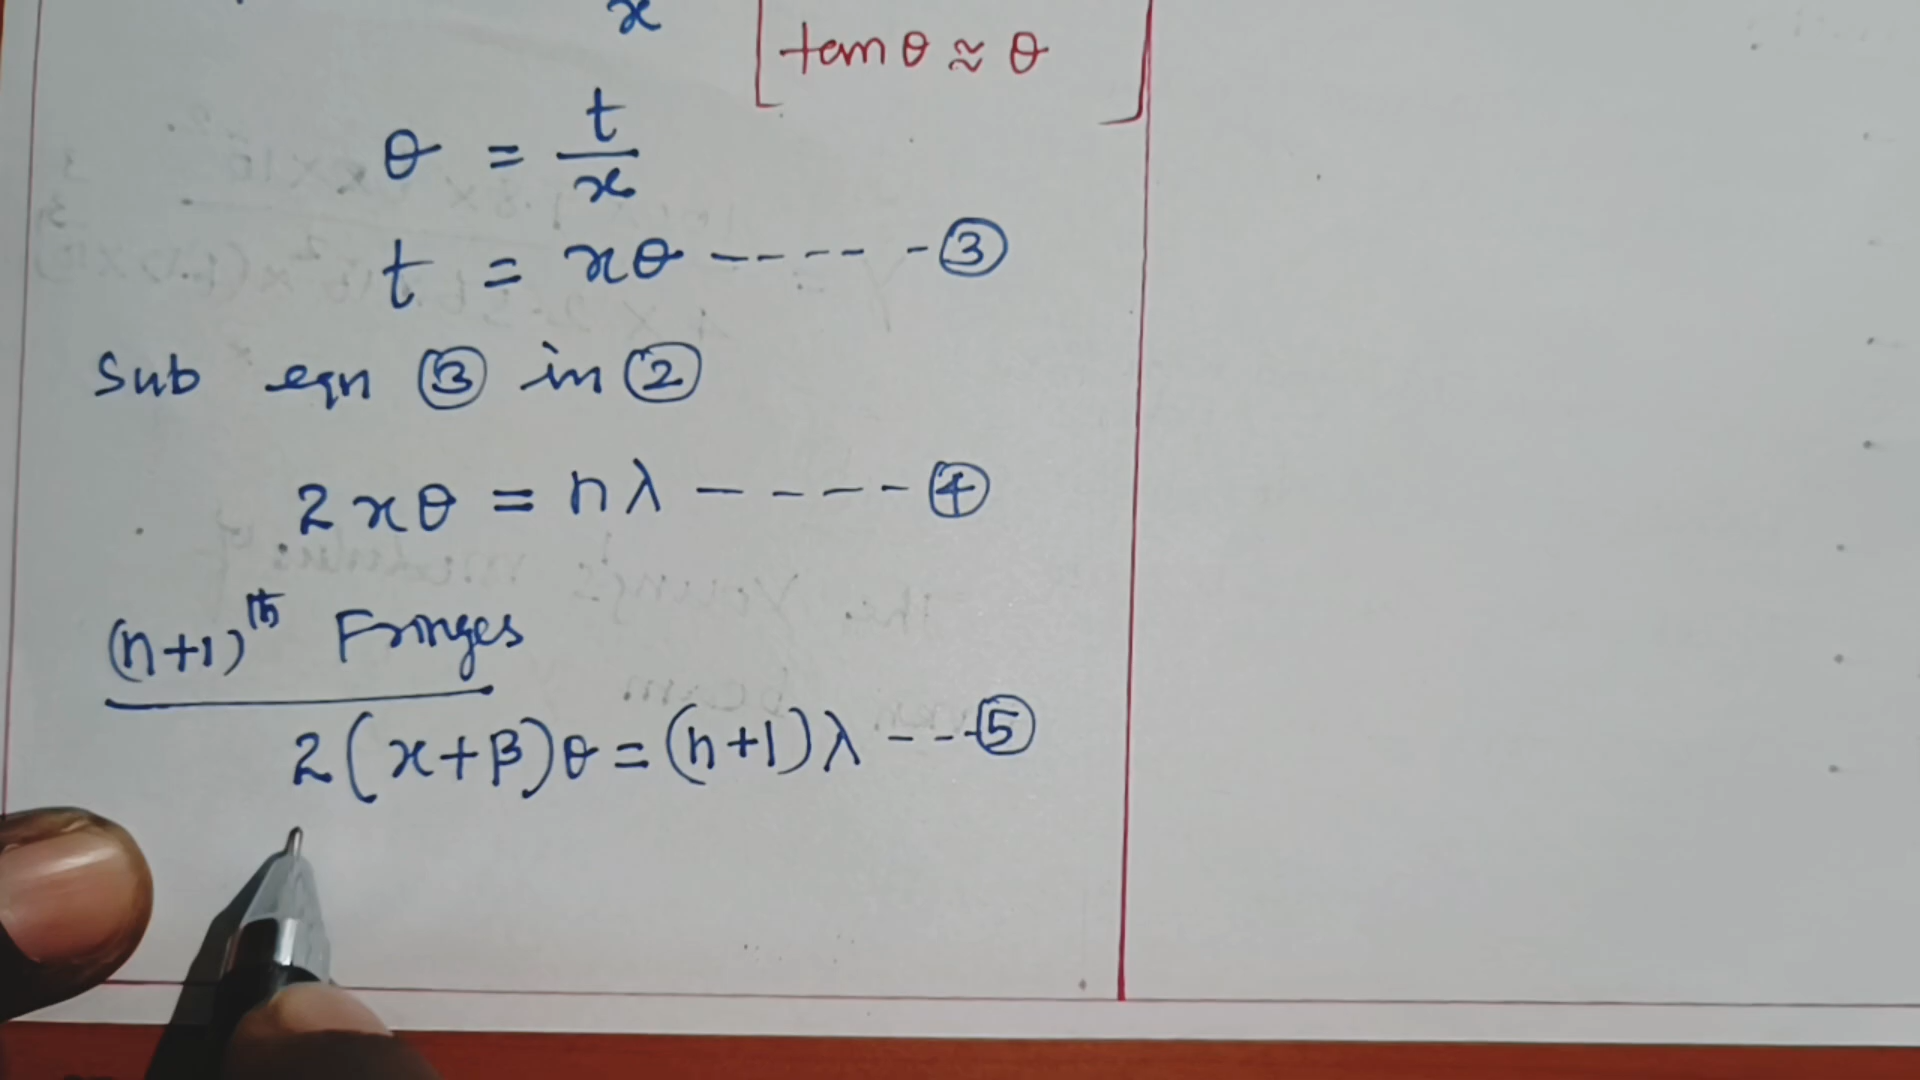 x
tan θ ≈ θ
θ = t/x
t = xθ ------ ③
Sub eqn ③ in ②
2xθ = nλ ----- ④
(n+1)th Fringes
2(x+β)θ = (n+1)λ --- ⑤